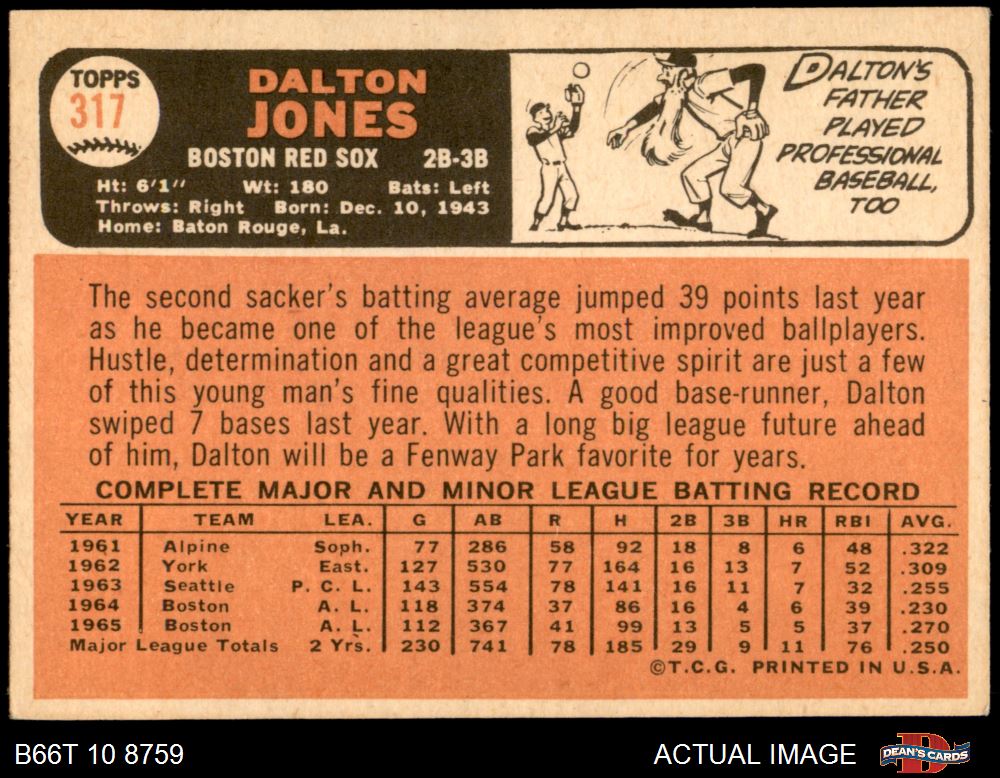 TOPPS
317
DALTON
JONES
BOSTON RED SOX 2B-3B
Ht: 6'1" Wt: 180 Bats: Left
Throws: Right Born: Dec. 10, 1943
Home: Baton Rouge, La.
DALTON'S
FATHER
PLAYED
PROFESSIONAL
BASEBALL,
TOO
The second sacker's batting average jumped 39 points last year
as he became one of the league's most improved ballplayers.
Hustle, determination and a great competitive spirit are just a few
of this young man's fine qualities. A good base-runner, Dalton
swiped 7 bases last year. With a long big league future ahead
of him, Dalton will be a Fenway Park favorite for years.
COMPLETE MAJOR AND MINOR LEAGUE BATTING RECORD
YEAR TEAM LEA. G AB R H 2B 3B HR RBI AVG.
1961 Alpine Soph. 77 286 58 92 18 8 6 48 .322
1962 York East. 127 530 77 164 16 13 7 52 .309
1963 Seattle P. C. L. 143 554 78 141 16 11 7 32 .255
1964 Boston A. L. 118 374 37 86 16 4 6 39 .230
1965 Boston A. L. 112 367 41 99 13 5 5 37 .270
Major League Totals 2 Yrs. 230 741 78 185 29 9 11 76 .250
©T.C.G. PRINTED IN U.S.A.
B66T 10 8759 ACTUAL IMAGE DEAN'S CARDS